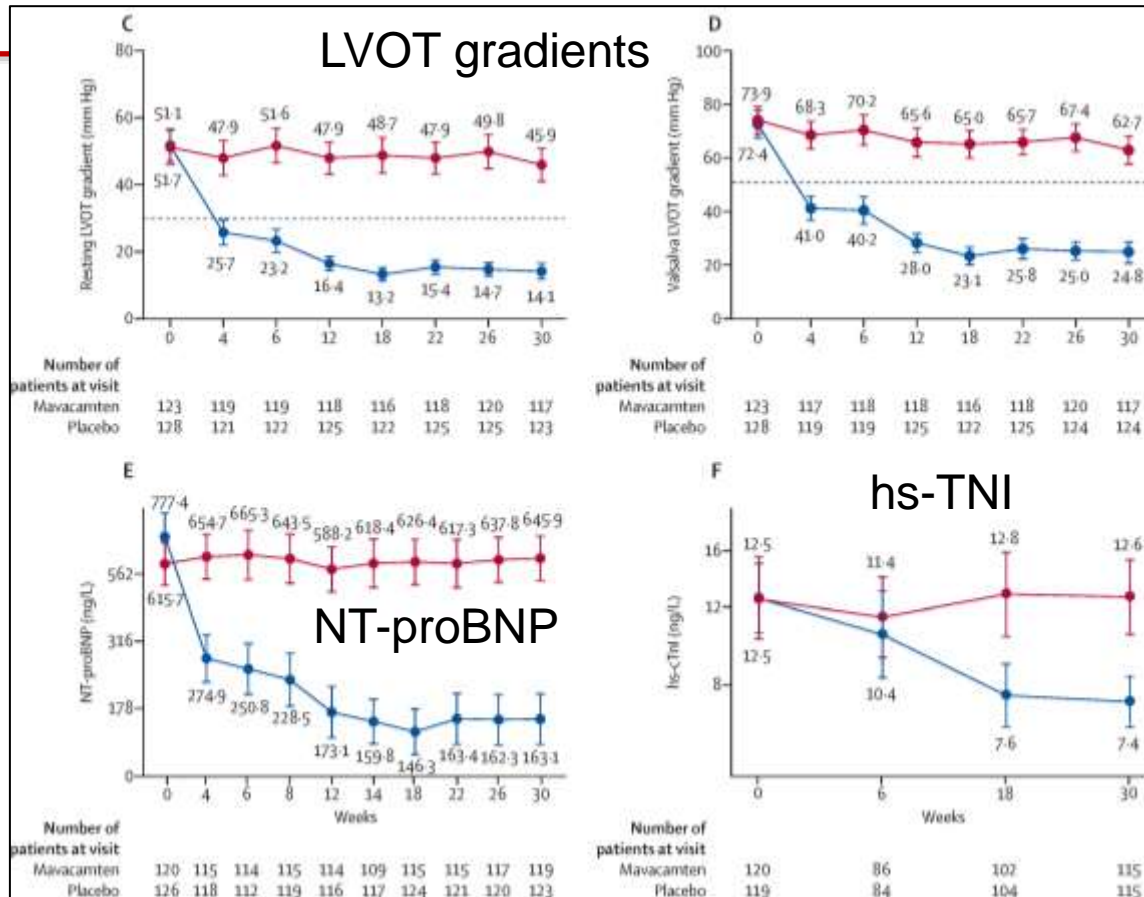 C
LVOT gradients
Resting LVOT gradient (mm Hg)
80
60
40
20
0
51·1
47·9
51·6
47·9
48·7
47·9
49·8
45·9
51·7
25·7
23·2
16·4
13·2
15·4
14·7
14·1
0 4 6 12 18 22 26 30
Number of
patients at visit
Mavacamten 123 119 119 118 116 118 120 117
Placebo 128 121 122 125 122 125 125 123
D
Valsalva LVOT gradient (mm Hg)
100
80
60
40
20
0
73·9
68·3
70·2
65·6
65·0
65·7
67·4
62·7
72·4
41·0
40·2
28·0
23·1
25·8
25·0
24·8
0 4 6 12 18 22 26 30
Number of
patients at visit
Mavacamten 123 117 118 118 116 118 120 117
Placebo 128 119 119 125 122 125 124 124
E
NT-proBNP
NT-proBNP (ng/L)
562
316
178
0
777·4
654·7
665·3
643·5
588·2
618·4
626·4
617·3
637·8
645·9
615·7
274·9
250·8
228·5
173·1
159·8
146·3
163·4
162·3
163·1
0 4 6 8 12 14 18 22 26 30
Weeks
Number of
patients at visit
Mavacamten 120 115 114 115 114 109 115 115 117 119
Placebo 126 118 112 119 116 117 124 121 120 123
F
hs-TNI
hs-cTnI (ng/L)
16
12
8
12·5
11·4
12·8
12·6
12·5
10·4
7·6
7·4
0 6 18 30
Weeks
Number of
patients at visit
Mavacamten 120 86 102 115
Placebo 119 84 104 115